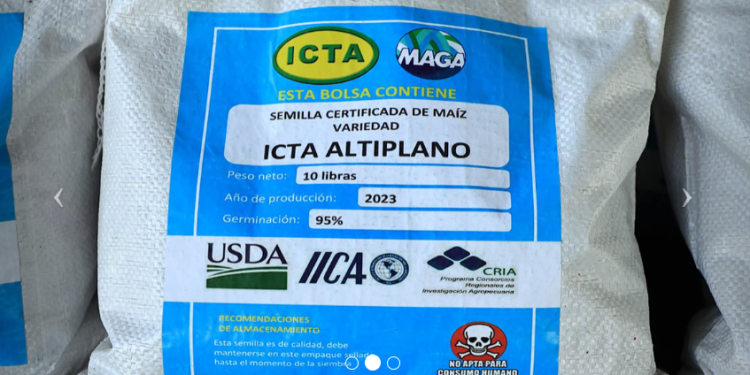 ICTA
MAGA
ESTA BOLSA CONTIENE
SEMILLA CERTIFICADA DE MAÍZ
VARIEDAD
ICTA ALTIPLANO
Peso neto: 10 libras
Año de producción: 2023
Germinación: 95%
USDA
IICA
CRIA
Programa Consorcios
Regionales de
Investigación Agropecuaria
RECOMENDACIONES
DE ALMACENAMIENTO
Esta semilla es de calidad, debe
mantenerse en este empaque sellado
hasta el momento de la siembra
NO APTA PARA
CONSUMO HUMANO